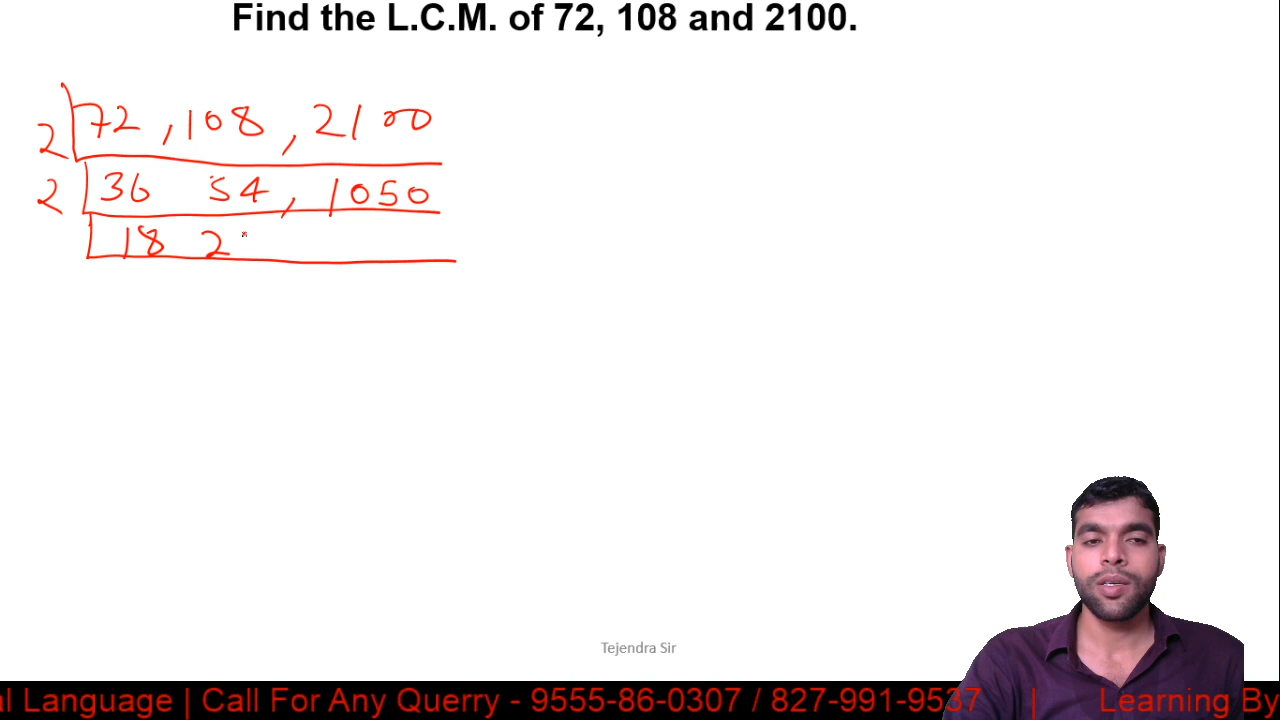 Find the L.C.M. of 72, 108 and 2100.
2 72 , 108 , 2100
2 36 54 , 1050
18 2
Tejendra Sir
al Language | Call For Any Querry - 9555-86-0307 / 827-991-9537 | Learning By